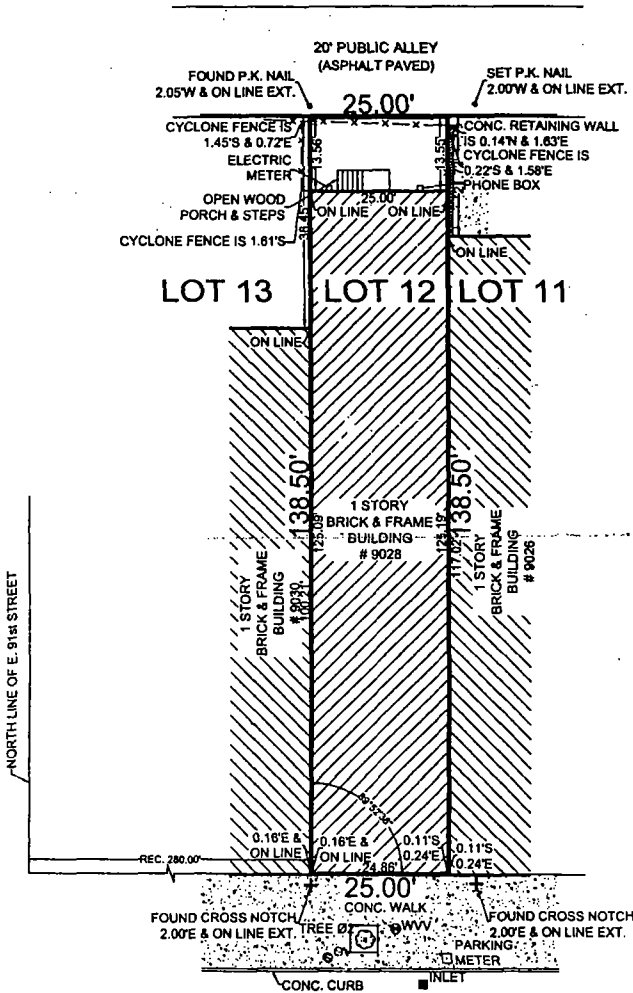 20' PUBLIC ALLEY
(ASPHALT PAVED)
FOUND P.K. NAIL
2.05'W & ON LINE EXT.
SET P.K. NAIL
2.00'W & ON LINE EXT.
25.00'
CYCLONE FENCE IS
1.45'S & 0.72'E
ELECTRIC
METER
OPEN WOOD
PORCH & STEPS
CYCLONE FENCE IS 1.61'S
13.56'
13.55'
CONC. RETAINING WALL
IS 0.14'N & 1.63'E
CYCLONE FENCE IS
0.22'S & 1.58'E
PHONE BOX
25.00'
ON LINE
ON LINE
38.45'
ON LINE
LOT 13
LOT 12
LOT 11
ON LINE
138.50'
125.09'
1 STORY
BRICK & FRAME
BUILDING
# 9028
125.19'
138.50'
117.02'
1 STORY
BRICK & FRAME
BUILDING
# 9030
100.21'
1 STORY
BRICK & FRAME
BUILDING
# 9026
NORTH LINE OF E. 91st STREET
0.16'E &
ON LINE
0.16'E &
ON LINE
0.11'S
0.24'E
0.11'S
0.24'E
REC. 280.00'
24.86'
25.00'
CONC. WALK
FOUND CROSS NOTCH
2.00'E & ON LINE EXT.
FOUND CROSS NOTCH
2.00'E & ON LINE EXT.
PARKING
METER
INLET
CONC. CURB